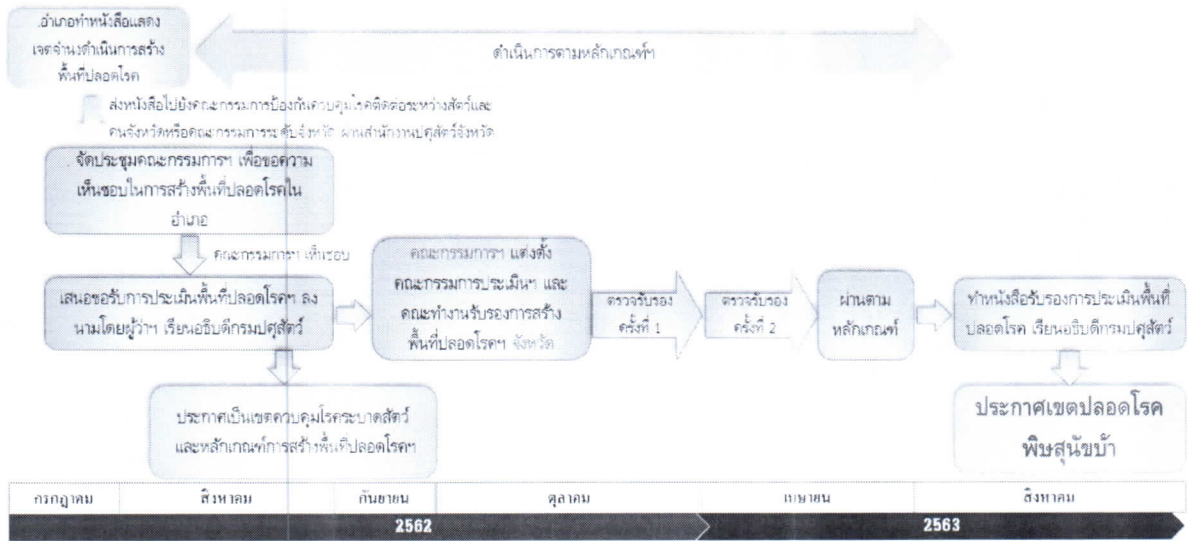 .อำเภอทำหนังสือแสดง
เจตจำนงดำเนินการสร้าง
พื้นที่ปลอดโรค
ดำเนินการตามหลักเกณฑ์ฯ
ส่งหนังสือไปยังคณะกรรมการป้องกันควบคุมโรคติดต่อระหว่างสัตว์และ
คนจังหวัดหรือคณะกรรมการระดับจังหวัด ผ่านสำนักงานปศุสัตว์จังหวัด
. จัดประชุมคณะกรรมการฯ เพื่อขอความ
เห็นชอบในการสร้างพื้นที่ปลอดโรคใน
อำเภอ
คณะกรรมการฯ เห็นชอบ
เสนอขอรับการประเมินพื้นที่ปลอดโรคฯ ลง
นามโดยผู้ว่าฯ เรียนอธิบดีกรมปศุสัตว์
คณะกรรมการฯ แต่งตั้ง
คณะกรรมการประเมินฯ และ
คณะทำงานรับรองการสร้าง
พื้นที่ปลอดโรคฯ จังหวัด
ตรวจรับรอง
ครั้งที่ 1
ตรวจรับรอง
ครั้งที่ 2
ผ่านตาม
หลักเกณฑ์
ทำหนังสือรับรองการประเมินพื้นที่
ปลอดโรค เรียนอธิบดีกรมปศุสัตว์
ประกาศเป็นเขตควบคุมโรคระบาดสัตว์
และหลักเกณฑ์การสร้างพื้นที่ปลอดโรคฯ
ประกาศเขตปลอดโรค
พิษสุนัขบ้า
กรกฎาคม สิงหาคม กันยายน ตุลาคม เมษายน สิงหาคม
2562 2563